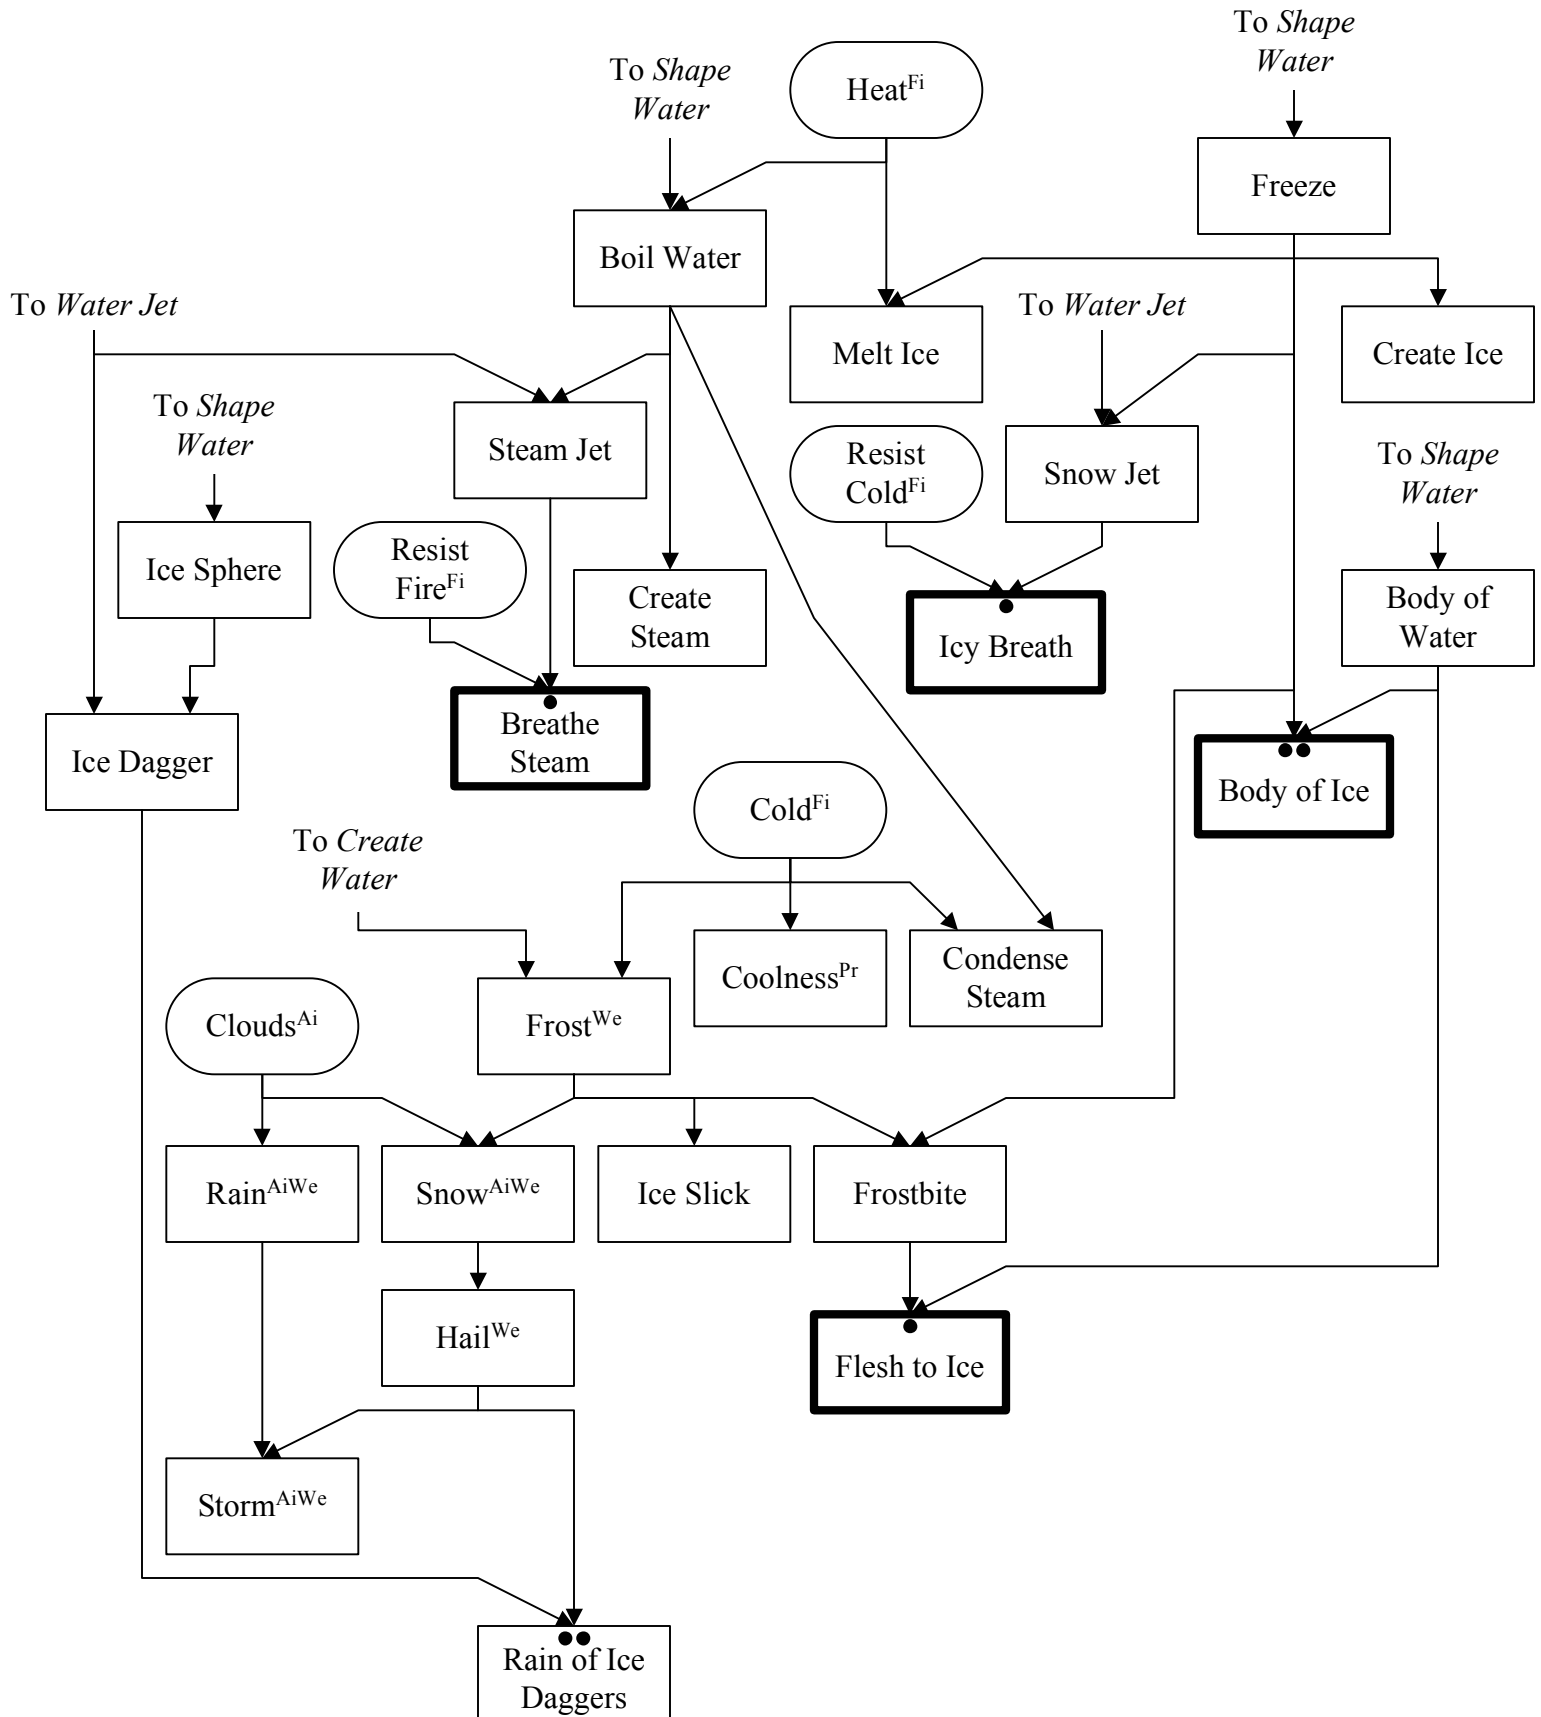 To Shape
Water
To Shape
Water
Heat^Fi
Freeze
Boil Water
To Water Jet
To Water Jet
Melt Ice
Create Ice
To Shape
Water
Steam Jet
Resist
Cold^Fi
Snow Jet
To Shape
Water
Ice Sphere
Resist
Fire^Fi
Create
Steam
Icy Breath
Body of
Water
Breathe
Steam
Ice Dagger
Body of Ice
Cold^Fi
To Create
Water
Coolness^Pr
Condense
Steam
Clouds^Ai
Frost^We
Rain^AiWe
Snow^AiWe
Ice Slick
Frostbite
Hail^We
Flesh to Ice
Storm^AiWe
Rain of Ice
Daggers